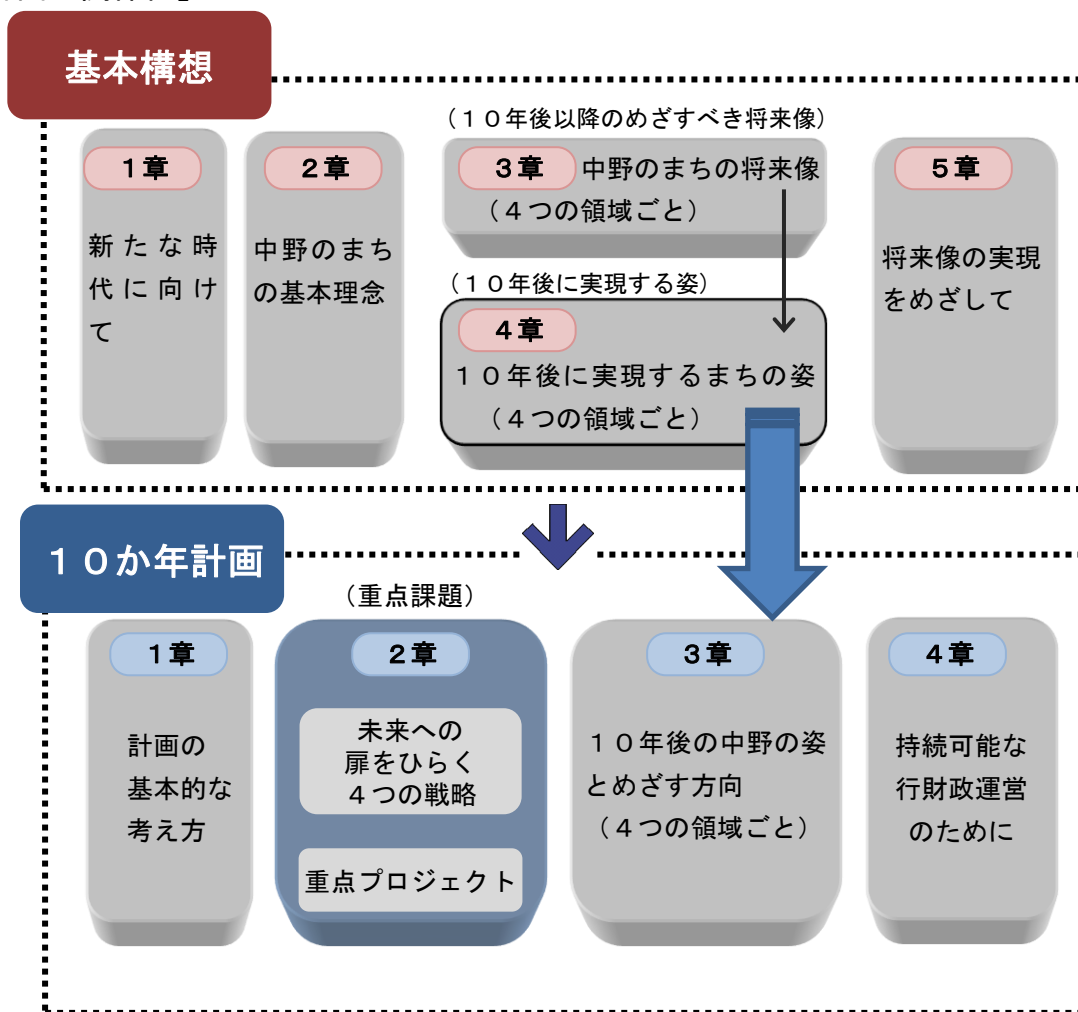 基本構想
1章
新たな時
代に向け
て
2章
中野のまち
の基本理念
(10年後以降のめざすべき将来像)
3章 中野のまちの将来像
(4つの領域ごと)
(10年後に実現する姿)
4章
10年後に実現するまちの姿
(4つの領域ごと)
5章
将来像の実現
をめざして
10か年計画
1章
計画の
基本的な
考え方
(重点課題)
2章
未来への
扉をひらく
4つの戦略
重点プロジェクト
3章
10年後の中野の姿
とめざす方向
(4つの領域ごと)
4章
持続可能な
行財政運営
のために